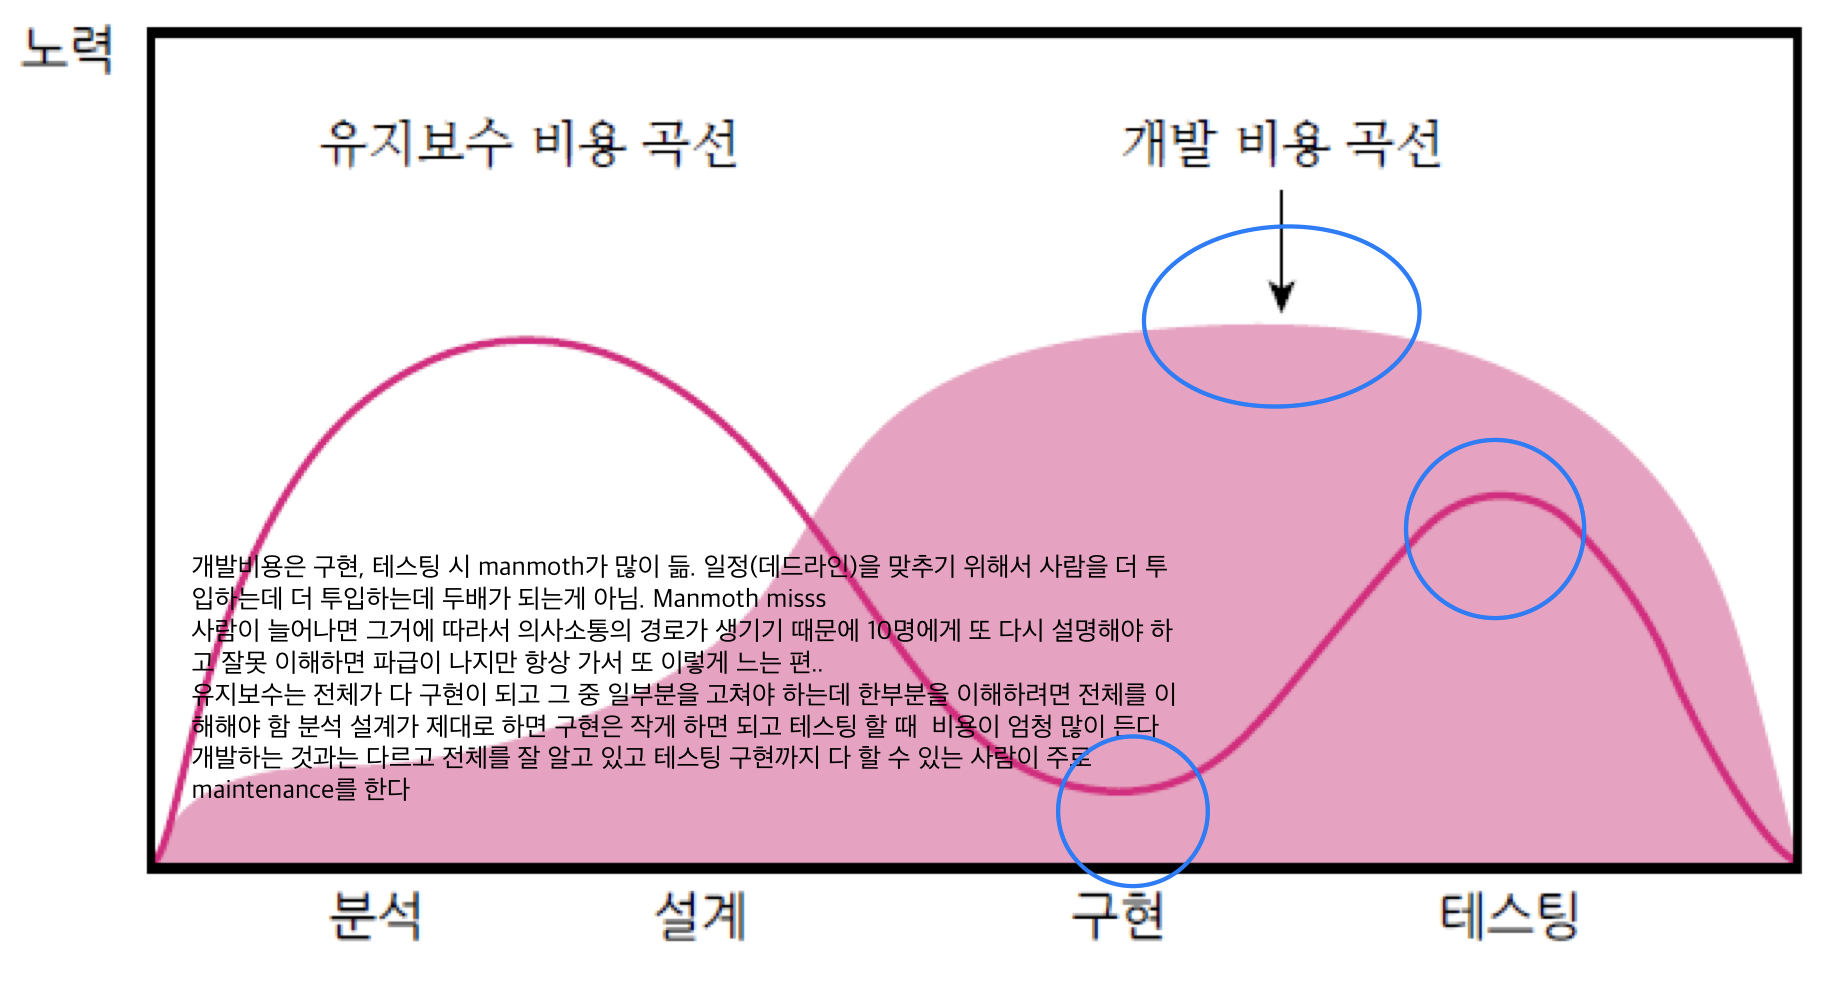 노력
유지보수 비용 곡선
개발 비용 곡선
개발비용은 구현, 테스팅 시 manmoth가 많이 듦. 일정(데드라인)을 맞추기 위해서 사람을 더 투
입하는데 더 투입하는데 두배가 되는게 아님. Manmoth misss
사람이 늘어나면 그거에 따라서 의사소통의 경로가 생기기 때문에 10명에게 또 다시 설명해야 하
고 잘못 이해하면 파급이 나지만 항상 가서 또 이렇게 느는 편..
유지보수는 전체가 다 구현이 되고 그 중 일부분을 고쳐야 하는데 한부분을 이해하려면 전체를 이
해해야 함 분석 설계가 제대로 하면 구현은 작게 하면 되고 테스팅 할 때  비용이 엄청 많이 든다
개발하는 것과는 다르고 전체를 잘 알고 있고 테스팅 구현까지 다 할 수 있는 사람이 주로
maintenance를 한다
분석 설계 구현 테스팅